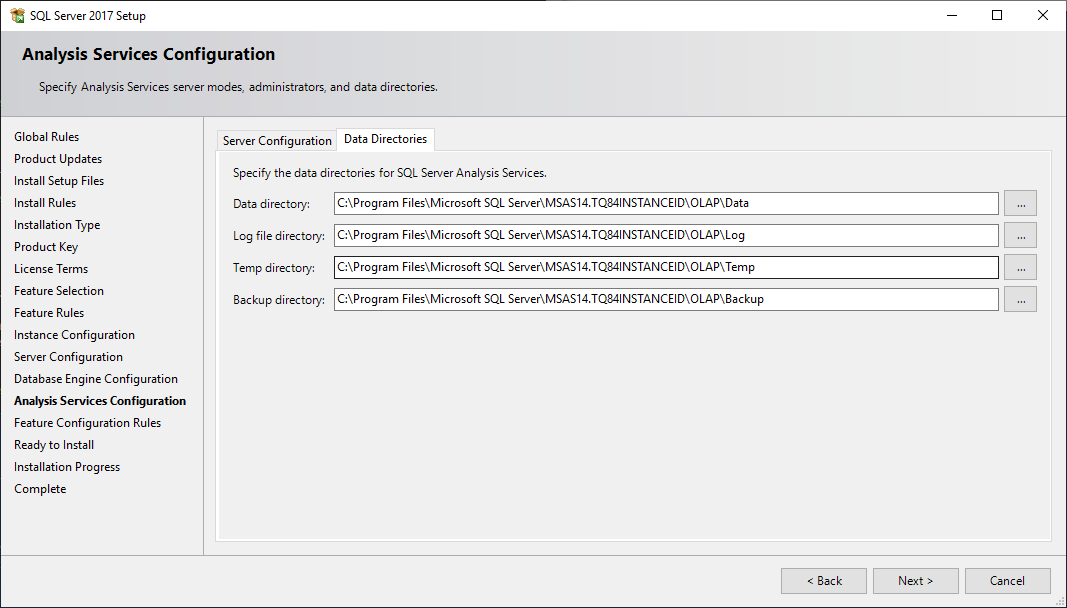 SQL Server 2017 Setup
Analysis Services Configuration
Specify Analysis Services server modes, administrators, and data directories.
Global Rules
Product Updates
Install Setup Files
Install Rules
Installation Type
Product Key
License Terms
Feature Selection
Feature Rules
Instance Configuration
Server Configuration
Database Engine Configuration
Analysis Services Configuration
Feature Configuration Rules
Ready to Install
Installation Progress
Complete
Server Configuration Data Directories
Specify the data directories for SQL Server Analysis Services.
Data directory: C:\Program Files\Microsoft SQL Server\MSAS14.TQ84INSTANCEID\OLAP\Data ...
Log file directory: C:\Program Files\Microsoft SQL Server\MSAS14.TQ84INSTANCEID\OLAP\Log ...
Temp directory: C:\Program Files\Microsoft SQL Server\MSAS14.TQ84INSTANCEID\OLAP\Temp ...
Backup directory: C:\Program Files\Microsoft SQL Server\MSAS14.TQ84INSTANCEID\OLAP\Backup ...
< Back Next > Cancel